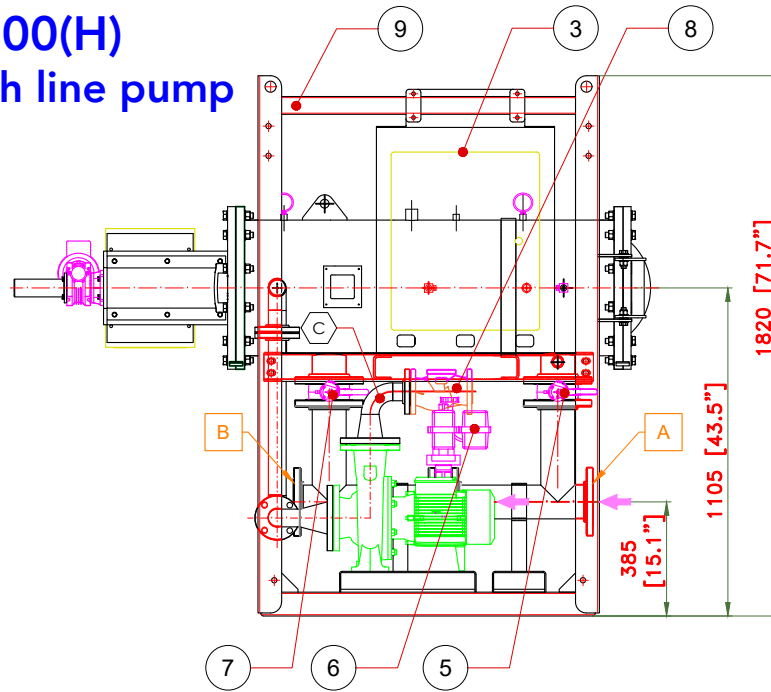 00(H)
h line pump
9
3
8
C
B
A
1820 [71.7"]
1105 [43.5"]
385
[15.1"]
7
6
5